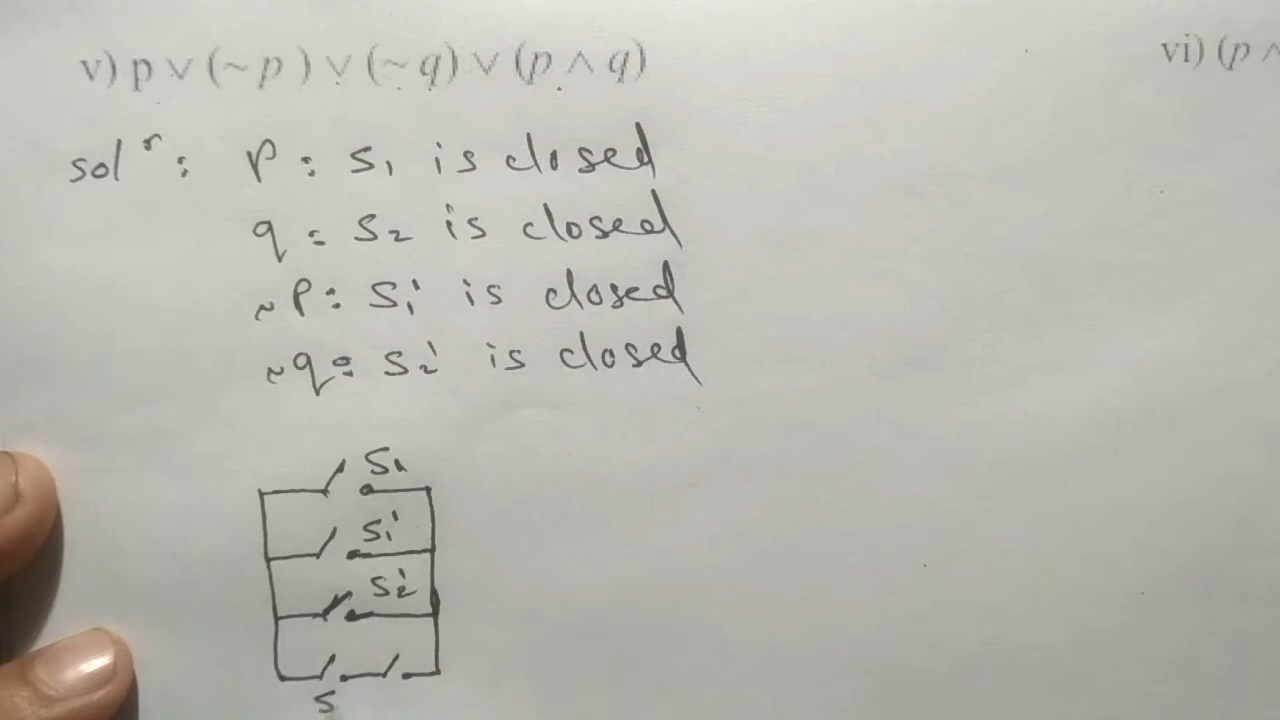 v) p ∨ (~ p ) ∨ (~ q) ∨ (p ∧ q)
vi) (p ∧
solⁿ : p : S₁ is closed
q : S₂ is closed
~p : S₁' is closed
~q : S₂' is closed
S₁
S₁'
S₂'
S